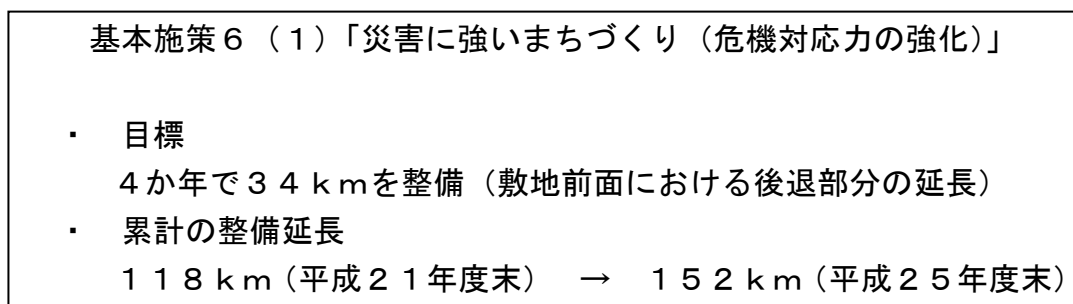 基本施策６（１）「災害に強いまちづくり（危機対応力の強化）」
・　目標
４か年で３４ｋｍを整備（敷地前面における後退部分の延長）
・　累計の整備延長
１１８ｋｍ（平成２１年度末）　→　１５２ｋｍ（平成２５年度末）